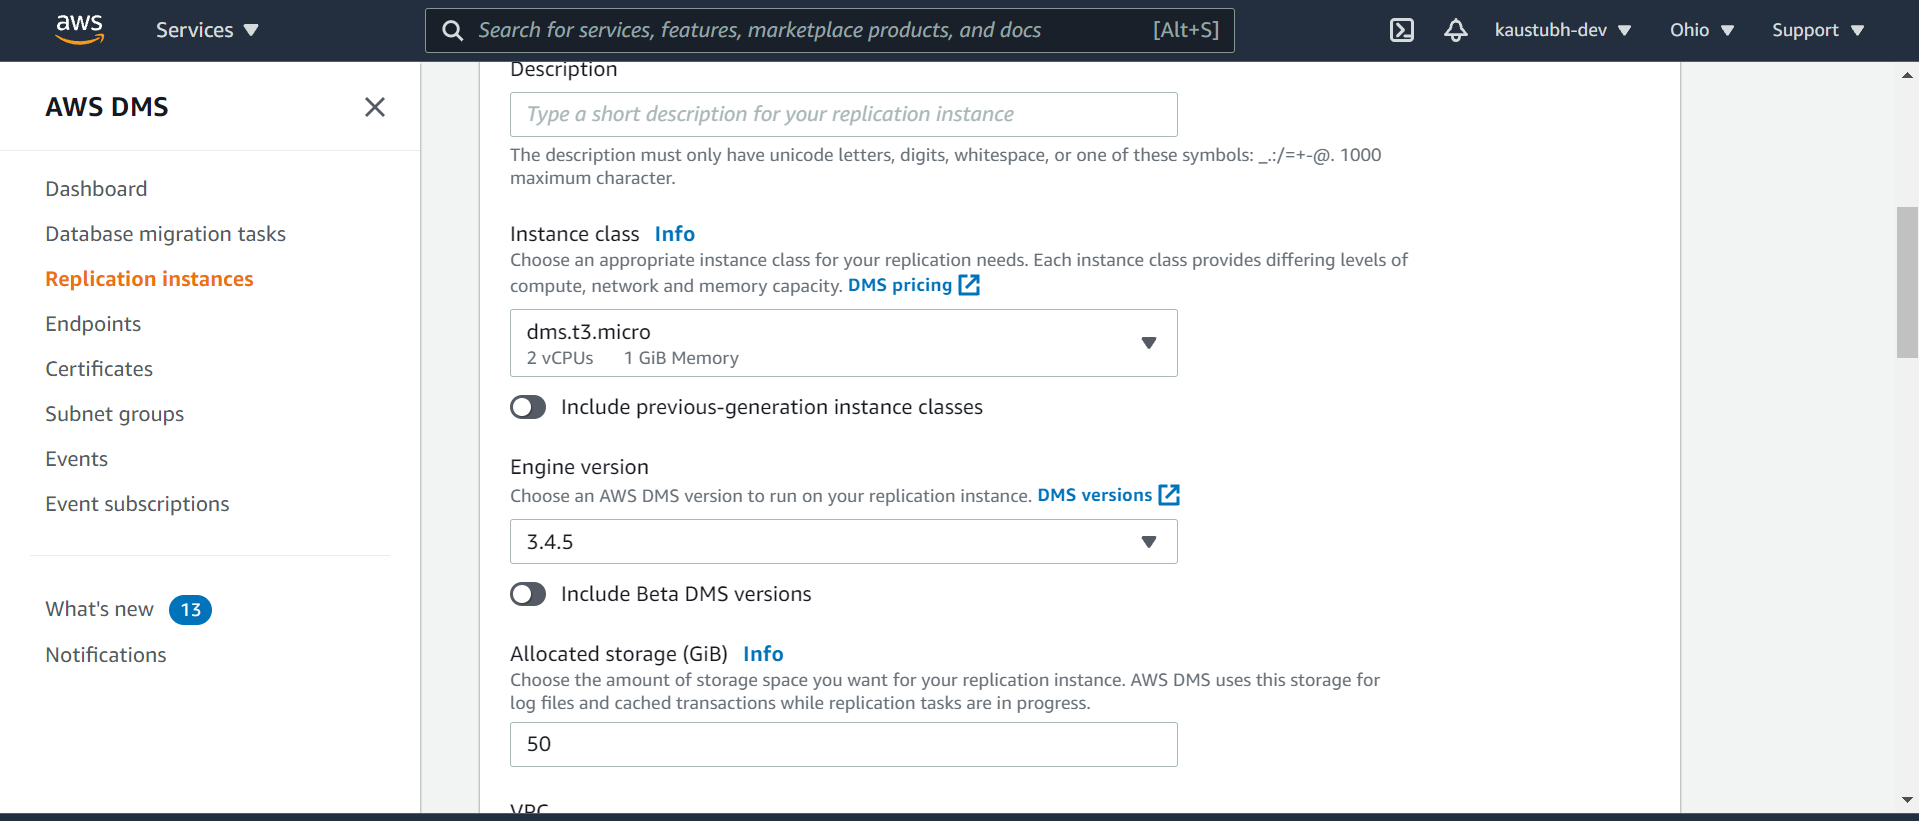 aws
Services
Search for services, features, marketplace products, and docs
[Alt+S]
kaustubh-dev
Ohio
Support
AWS DMS
Dashboard
Database migration tasks
Replication instances
Endpoints
Certificates
Subnet groups
Events
Event subscriptions
What's new 13
Notifications
Description
Type a short description for your replication instance
The description must only have unicode letters, digits, whitespace, or one of these symbols: _.:/=+-@. 1000
maximum character.
Instance class Info
Choose an appropriate instance class for your replication needs. Each instance class provides differing levels of
compute, network and memory capacity. DMS pricing
dms.t3.micro
2 vCPUs 1 GiB Memory
Include previous-generation instance classes
Engine version
Choose an AWS DMS version to run on your replication instance. DMS versions
3.4.5
Include Beta DMS versions
Allocated storage (GiB) Info
Choose the amount of storage space you want for your replication instance. AWS DMS uses this storage for
log files and cached transactions while replication tasks are in progress.
50
VPC